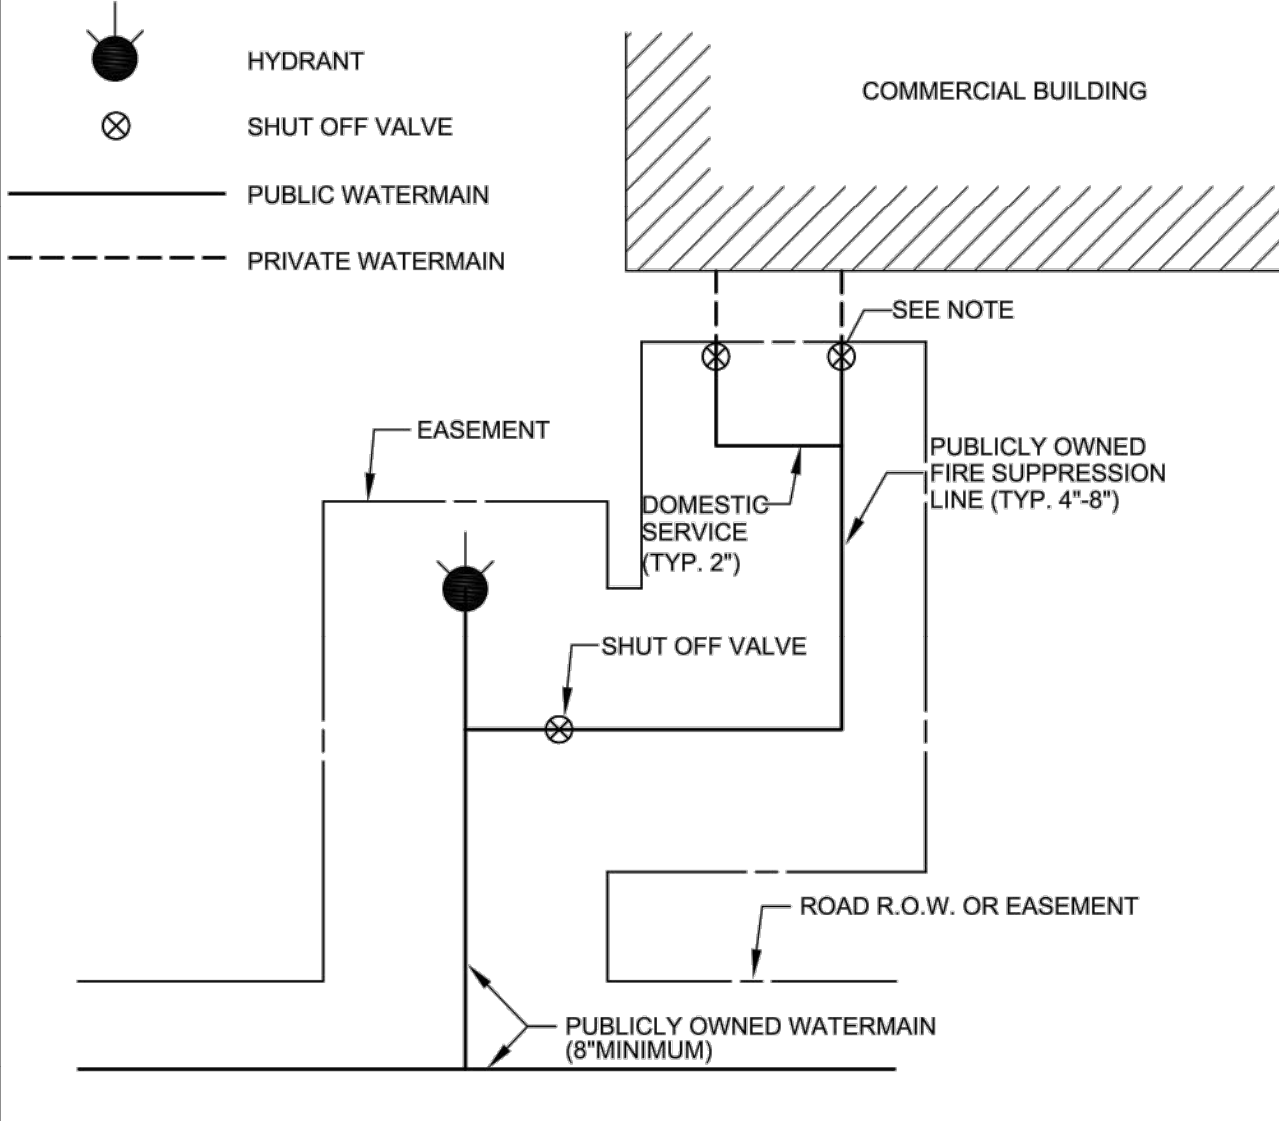 HYDRANT
SHUT OFF VALVE
PUBLIC WATERMAIN
PRIVATE WATERMAIN
COMMERCIAL BUILDING
SEE NOTE
EASEMENT
PUBLICLY OWNED
FIRE SUPPRESSION
LINE (TYP. 4"-8")
DOMESTIC
SERVICE
(TYP. 2")
SHUT OFF VALVE
ROAD R.O.W. OR EASEMENT
PUBLICLY OWNED WATERMAIN
(8"MINIMUM)